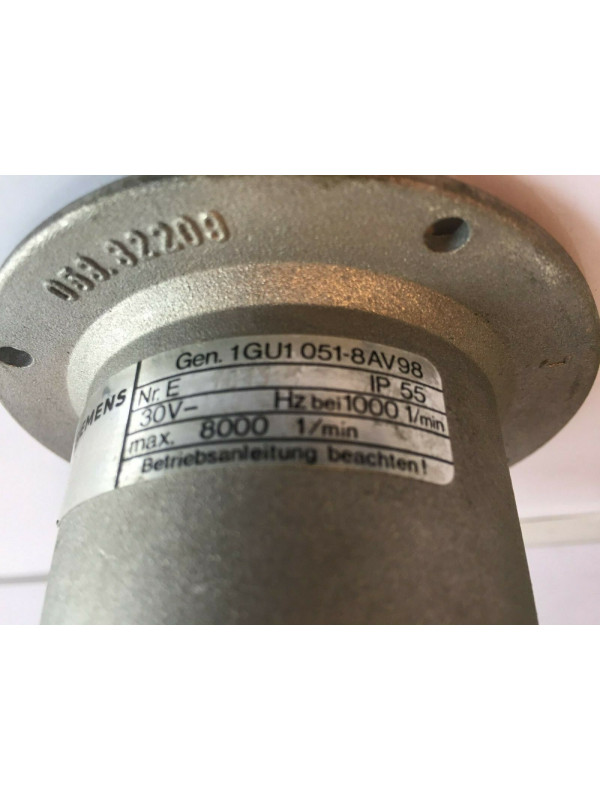 059.32209
SIEMENS
Gen. 1GU1 051-8AV98
Nr. E IP 55
30V– Hz bei 1000 1/min
max. 8000 1/min
Betriebsanleitung beachten!